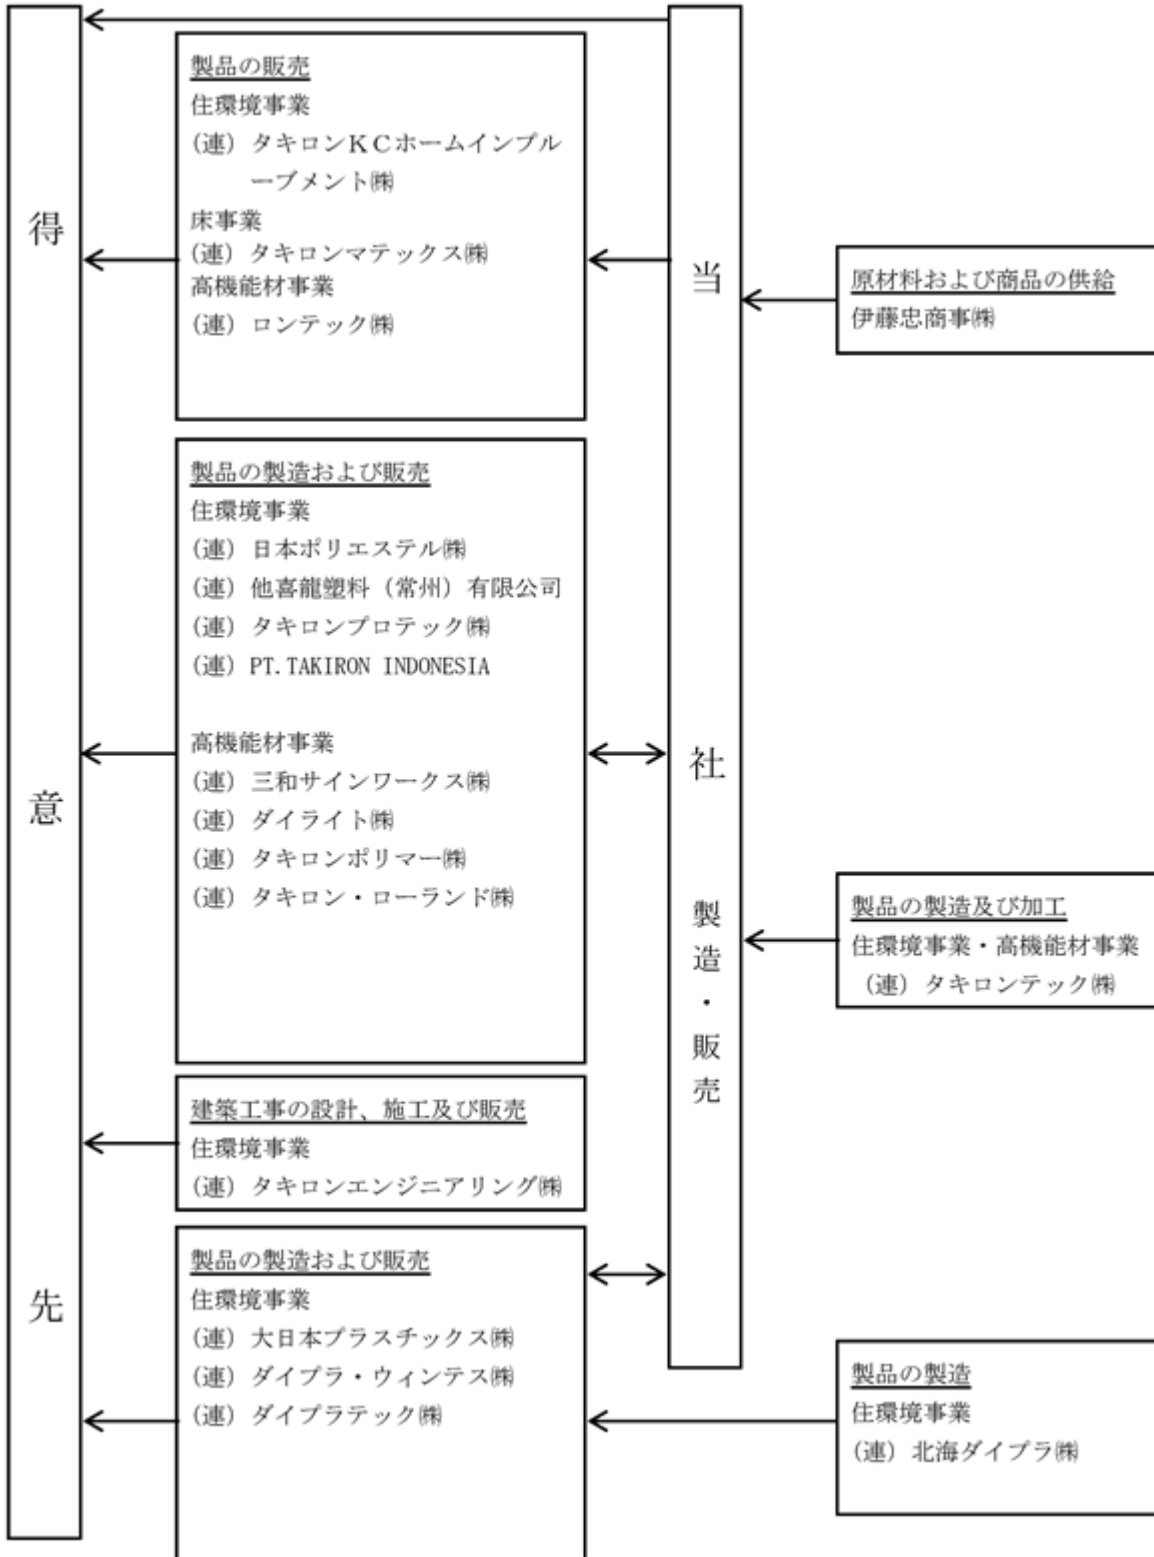 得意先
製品の販売
住環境事業
(連) タキロンＫＣホームインプル
ーブメント㈱
床事業
(連) タキロンマテックス㈱
高機能材事業
(連) ロンテック㈱
製品の製造および販売
住環境事業
(連) 日本ポリエステル㈱
(連) 他喜龍塑料（常州）有限公司
(連) タキロンプロテック㈱
(連) PT.TAKIRON INDONESIA
高機能材事業
(連) 三和サインワークス㈱
(連) ダイライト㈱
(連) タキロンポリマー㈱
(連) タキロン・ローランド㈱
建築工事の設計、施工及び販売
住環境事業
(連) タキロンエンジニアリング㈱
製品の製造および販売
住環境事業
(連) 大日本プラスチックス㈱
(連) ダイプラ・ウィンテス㈱
(連) ダイプラテック㈱
当社 製造・販売
原材料および商品の供給
伊藤忠商事㈱
製品の製造及び加工
住環境事業・高機能材事業
(連) タキロンテック㈱
製品の製造
住環境事業
(連) 北海ダイプラ㈱